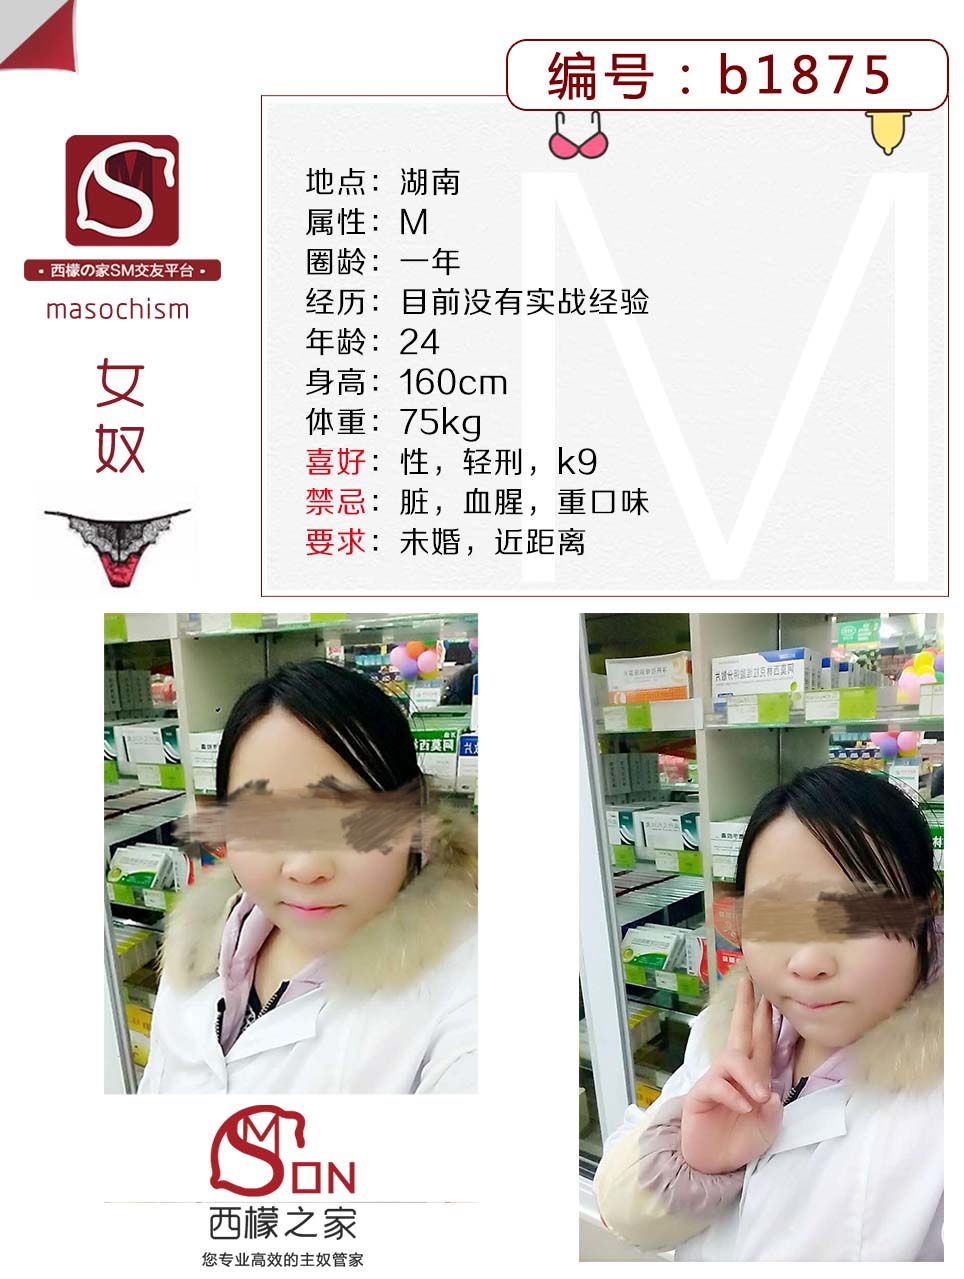 编号：b1875
M
西檬の家SM交友平台
masochism
女
奴
地点：湖南
属性：M
圈龄：一年
经历：目前没有实战经验
年龄：24
身高：160cm
体重：75kg
喜好：性，轻刑，k9
禁忌：脏，血腥，重口味
要求：未婚，近距离
M
SMON
西檬之家
您专业高效的主奴管家